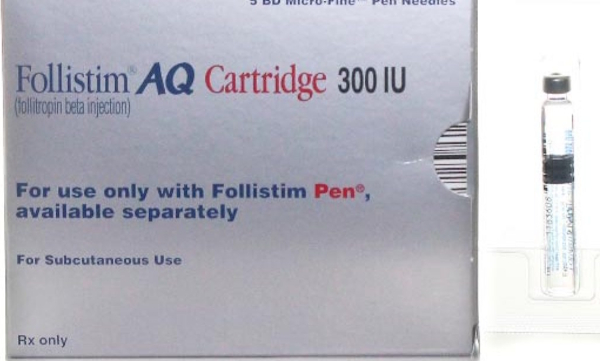 5 BD Micro-Fine™ Pen Needles
Follistim® AQ Cartridge 300 IU
(follitropin beta injection)
For use only with Follistim Pen®,
available separately
For Subcutaneous Use
Rx only